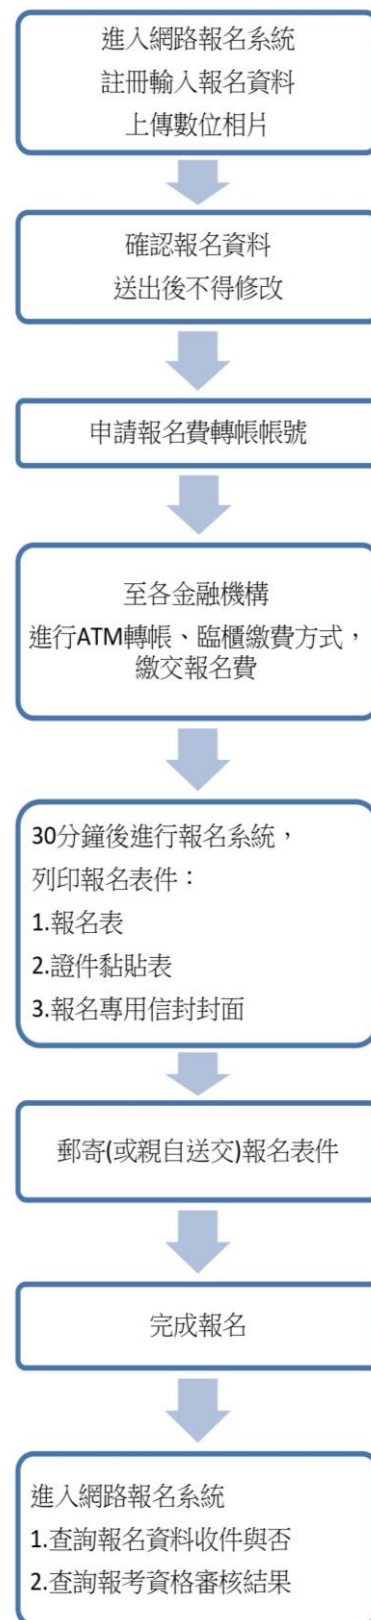 進入網路報名系統
註冊輸入報名資料
上傳數位相片
確認報名資料
送出後不得修改
申請報名費轉帳帳號
至各金融機構
進行ATM轉帳、臨櫃繳費方式，
繳交報名費
30分鐘後進行報名系統，
列印報名表件：
1.報名表
2.證件黏貼表
3.報名專用信封封面
郵寄(或親自送交)報名表件
完成報名
進入網路報名系統
1.查詢報名資料收件與否
2.查詢報考資格審核結果